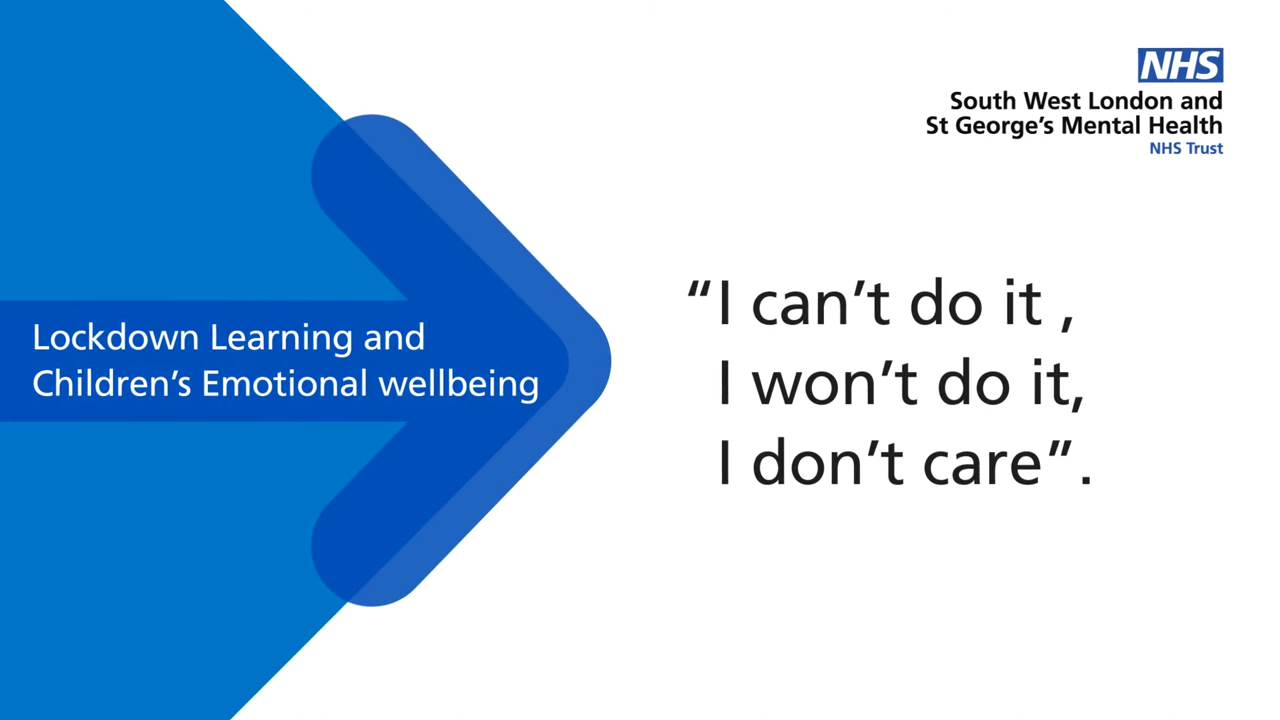 NHS
South West London and
St George’s Mental Health
NHS Trust
Lockdown Learning and
Children’s Emotional wellbeing
“I can’t do it ,
I won’t do it,
I don’t care”.